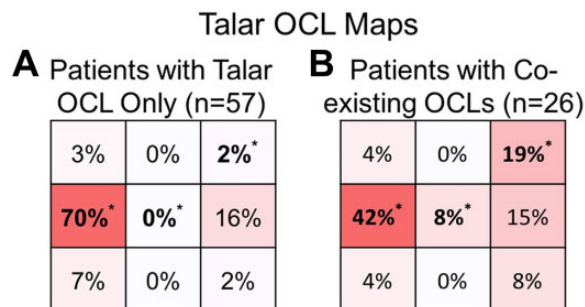 Talar OCL Maps
A Patients with Talar
OCL Only (n=57)
3% 0% 2%*
70%* 0%* 16%
7% 0% 2%
B Patients with Co-
existing OCLs (n=26)
4% 0% 19%*
42%* 8%* 15%
4% 0% 8%